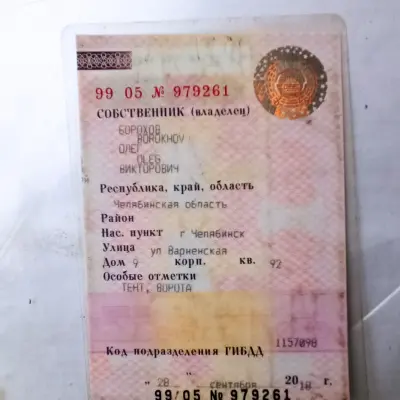 99 05 № 979261
СОБСТВЕННИК (владелец)
БОРОХОВ
BOROKHOV
ОЛЕГ
OLEG
ВИКТОРОВИЧ
Республика, край, область
Челябинская область
Район
Нас. пункт г Челябинск
Улица ул Варненская
Дом 9 корп. кв. 92
Особые отметки
ТЕНТ, ВОРОТА
1157098
Код подразделения ГИБДД
" 28 " сентября 2018 г.
99/05 № 979261